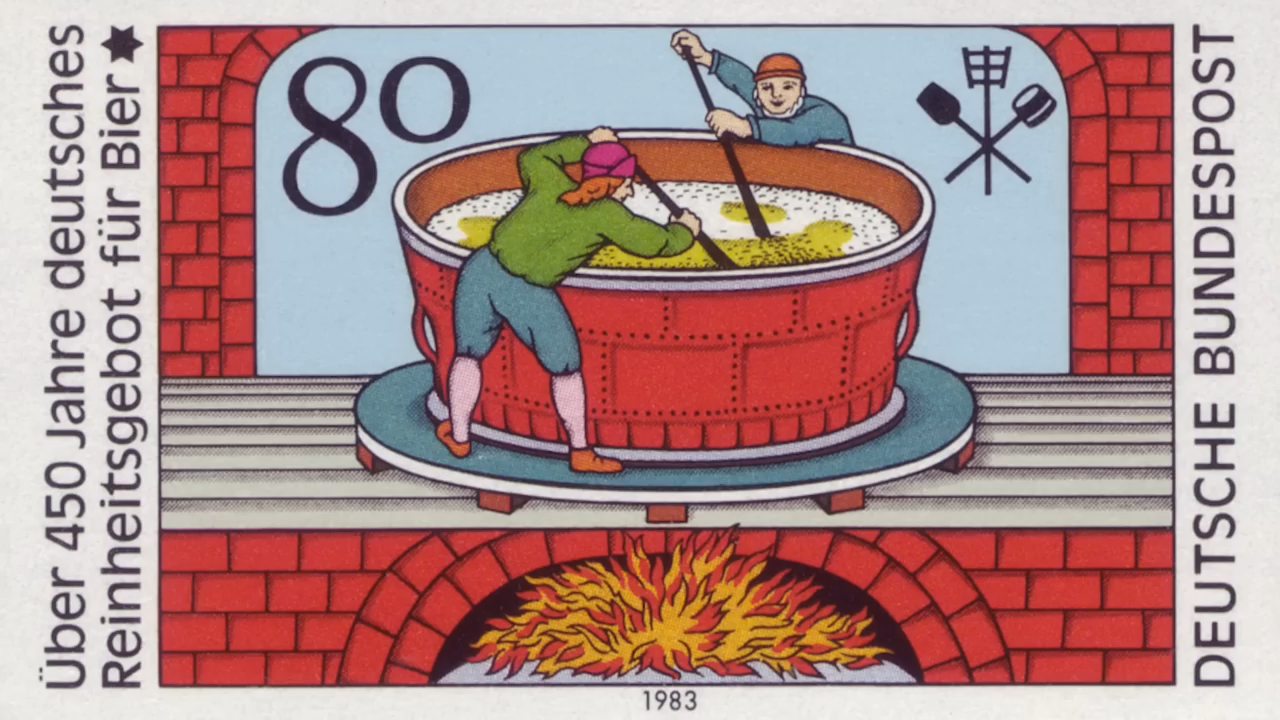 Über 450 Jahre deutsches
Reinheitsgebot für Bier ✶
80
DEUTSCHE BUNDESPOST
1983